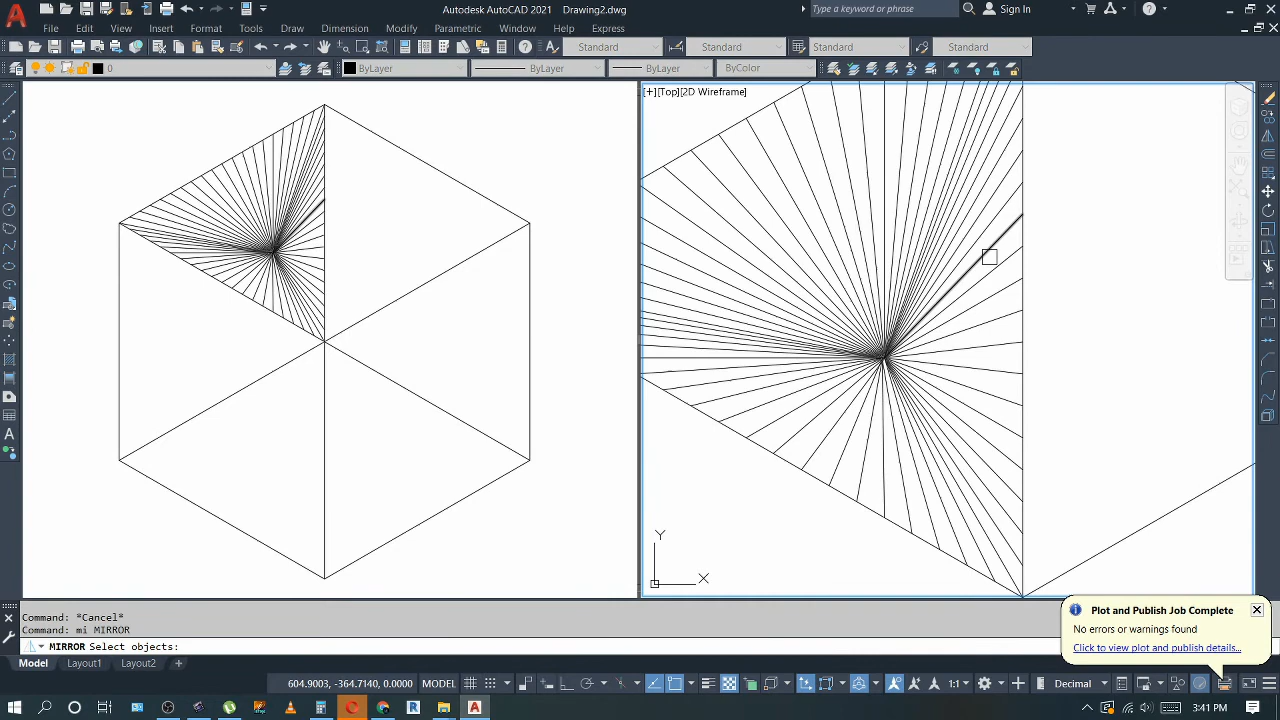 Autodesk AutoCAD 2021 Drawing2.dwg
Type a keyword or phrase
Sign In
File Edit View Insert Format Tools Draw Dimension Modify Parametric Window Help Express
Standard Standard Standard Standard
0 ByLayer ByLayer ByLayer ByColor
[+][Top][2D Wireframe]
Y
X
Command: *Cancel*
Command: mi MIRROR
MIRROR Select objects:
Plot and Publish Job Complete
No errors or warnings found
Click to view plot and publish details...
Model Layout1 Layout2 +
604.9003, -364.7140, 0.0000 MODEL 1:1 Decimal
3:41 PM